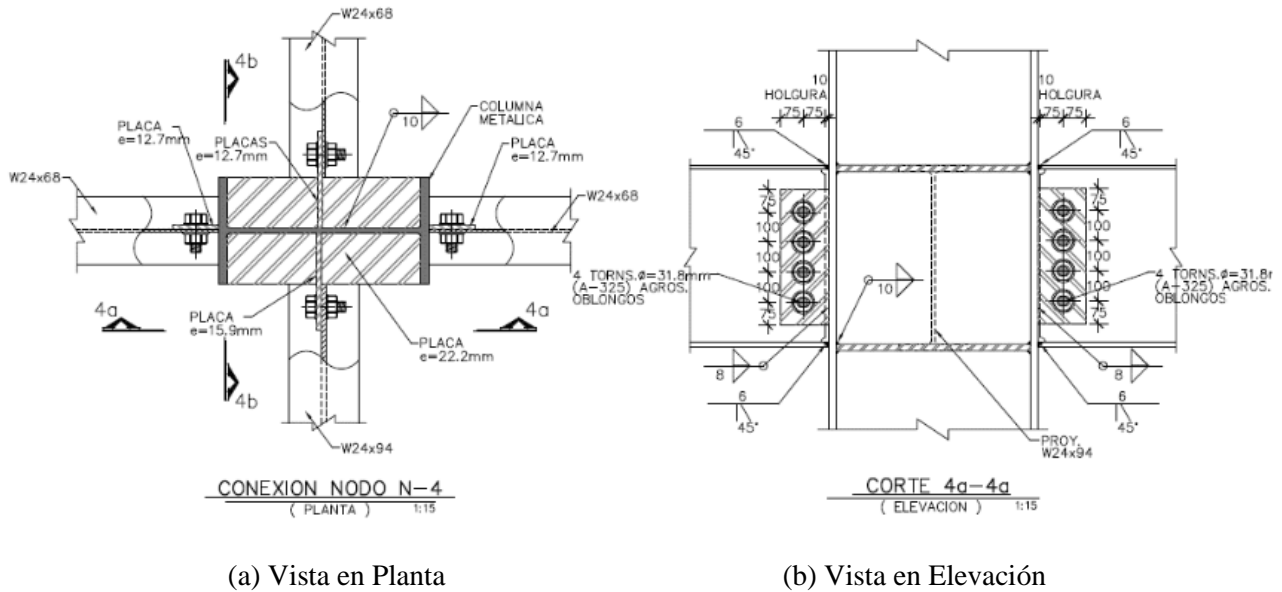 W24x68
4b
PLACA
e=12.7mm
PLACAS
e=12.7mm
10
COLUMNA
METALICA
PLACA
e=12.7mm
W24x68
W24x68
4a
4a
PLACA
e=15.9mm
PLACA
e=22.2mm
4b
W24x94
CONEXION NODO N-4
( PLANTA ) 1:15
10
HOLGURA
75 75
10
HOLGURA
75 75
6
45°
6
45°
75
100
100
100
75
75
100
100
100
75
4 TORNS.ø=31.8mm
(A-325) AGROS.
OBLONGOS
10
4 TORNS.ø=31.8
(A-325) AGROS.
OBLONGOS
8
8
6
45°
6
45°
PROY.
W24x94
CORTE 4a-4a
( ELEVACION ) 1:15
(a) Vista en Planta
(b) Vista en Elevación